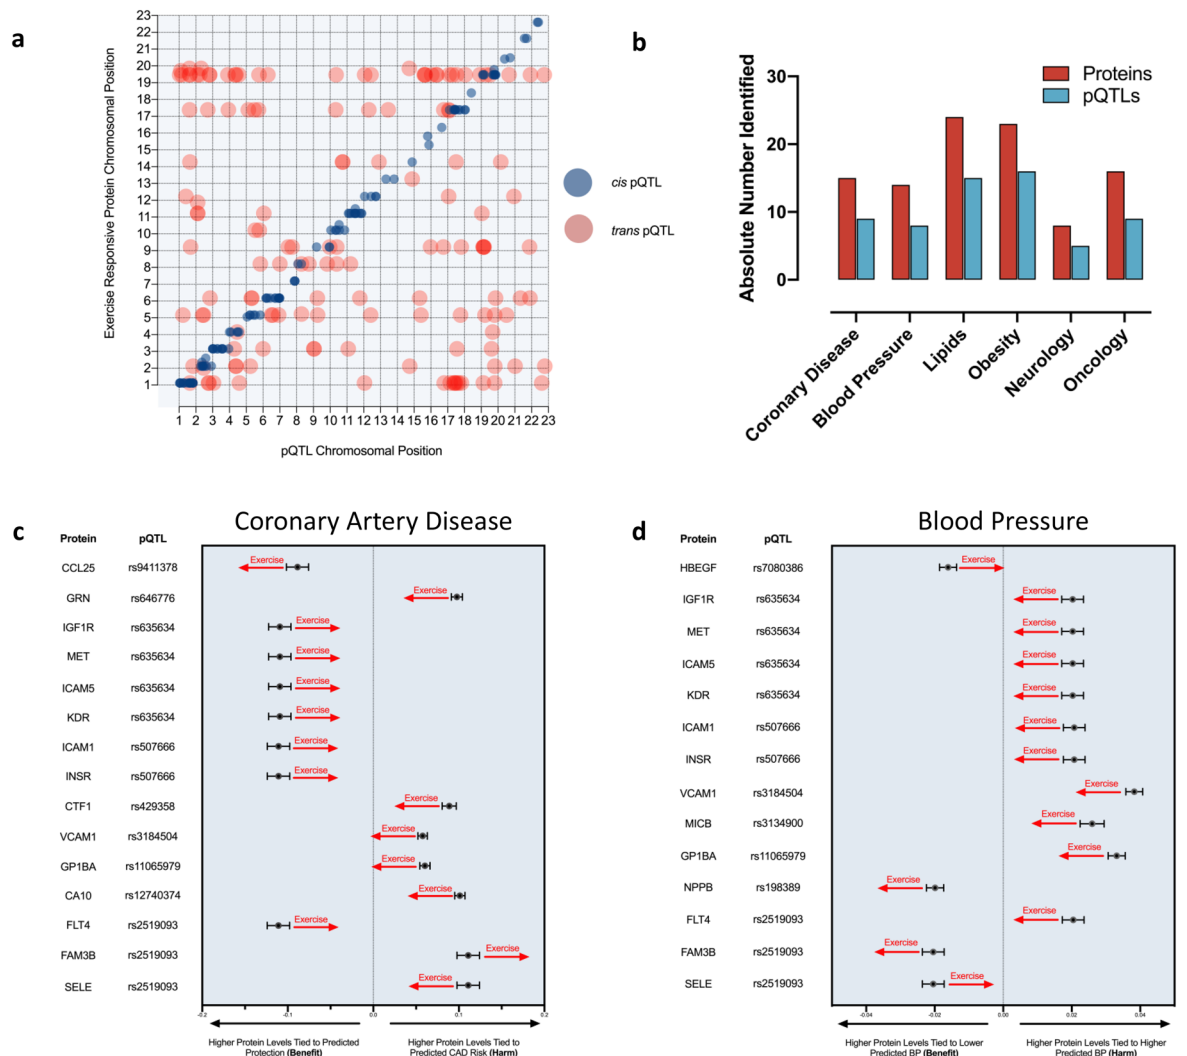 a
Exercise Responsive Protein Chromosomal Position
23
22
21
20
19
18
17
16
15
14
13
12
11
10
9
8
7
6
5
4
3
2
1
1 2 3 4 5 6 7 8 9 10 11 12 13 14 15 16 17 18 19 20 21 22 23
pQTL Chromosomal Position
cis pQTL
trans pQTL
b
Absolute Number Identified
30
20
10
0
Proteins
pQTLs
Coronary Disease
Blood Pressure
Lipids
Obesity
Neurology
Oncology
c
Coronary Artery Disease
Protein pQTL
CCL25 rs9411378 Exercise
GRN rs646776 Exercise
IGF1R rs635634 Exercise
MET rs635634 Exercise
ICAM5 rs635634 Exercise
KDR rs635634 Exercise
ICAM1 rs507666 Exercise
INSR rs507666 Exercise
CTF1 rs429358 Exercise
VCAM1 rs3184504 Exercise
GP1BA rs11065979 Exercise
CA10 rs12740374 Exercise
FLT4 rs2519093 Exercise
FAM3B rs2519093 Exercise
SELE rs2519093 Exercise
-0.2 -0.1 0.0 0.1 0.2
Higher Protein Levels Tied to Predicted
Protection (Benefit)
Higher Protein Levels Tied to
Predicted CAD Risk (Harm)
d
Blood Pressure
Protein pQTL
HBEGF rs7080386 Exercise
IGF1R rs635634 Exercise
MET rs635634 Exercise
ICAM5 rs635634 Exercise
KDR rs635634 Exercise
ICAM1 rs507666 Exercise
INSR rs507666 Exercise
VCAM1 rs3184504 Exercise
MICB rs3134900 Exercise
GP1BA rs11065979 Exercise
NPPB rs198389 Exercise
FLT4 rs2519093 Exercise
FAM3B rs2519093 Exercise
SELE rs2519093 Exercise
-0.04 -0.02 0.00 0.02 0.04
Higher Protein Levels Tied to Lower
Predicted BP (Benefit)
Higher Protein Levels Tied to Higher
Predicted BP (Harm)